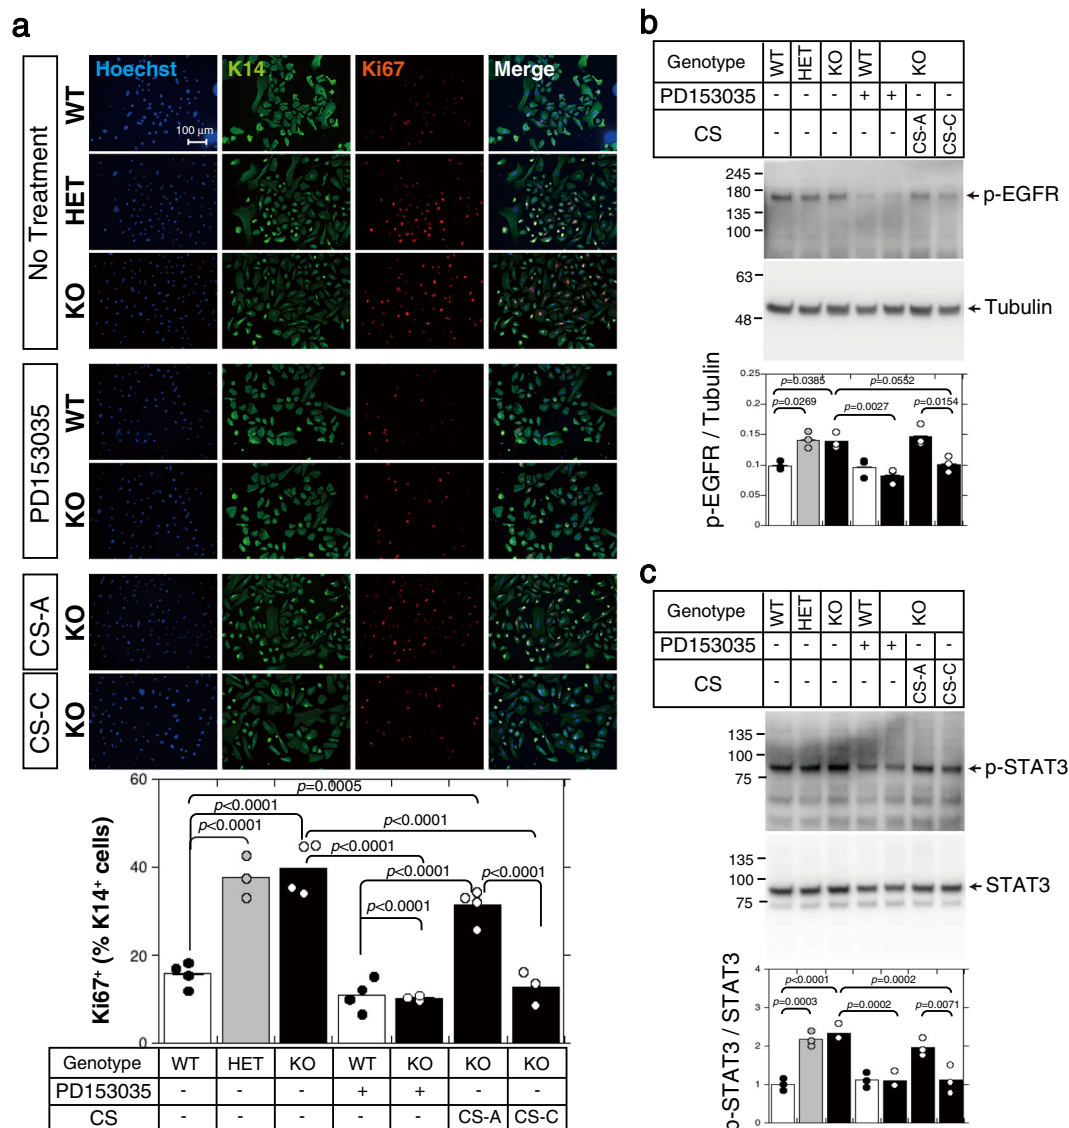 a
Hoechst K14 Ki67 Merge
100 μm
No Treatment
WT
HET
KO
PD153035
WT
KO
CS-A
KO
CS-C
KO
Ki67⁺ (% K14⁺ cells)
60
40
20
0
p=0.0005
p<0.0001
p<0.0001
p<0.0001
p<0.0001
p<0.0001
p<0.0001
p<0.0001
Genotype WT HET KO WT KO KO KO
PD153035 - - - + + - -
CS - - - - - CS-A CS-C
b
Genotype WT HET KO WT KO
PD153035 - - - + + - -
CS - - - - - CS-A CS-C
245
180
135
100
p-EGFR
63
48
Tubulin
p-EGFR / Tubulin
0.25
0.2
0.15
0.1
0.05
0
p=0.0385 p=0.0552
p=0.0269 p=0.0027 p=0.0154
c
Genotype WT HET KO WT KO
PD153035 - - - + + - -
CS - - - - - CS-A CS-C
135
100
75
p-STAT3
135
100
75
STAT3
p-STAT3 / STAT3
4
3
2
1
0
p<0.0001 p=0.0002
p=0.0003 p=0.0002 p=0.0071